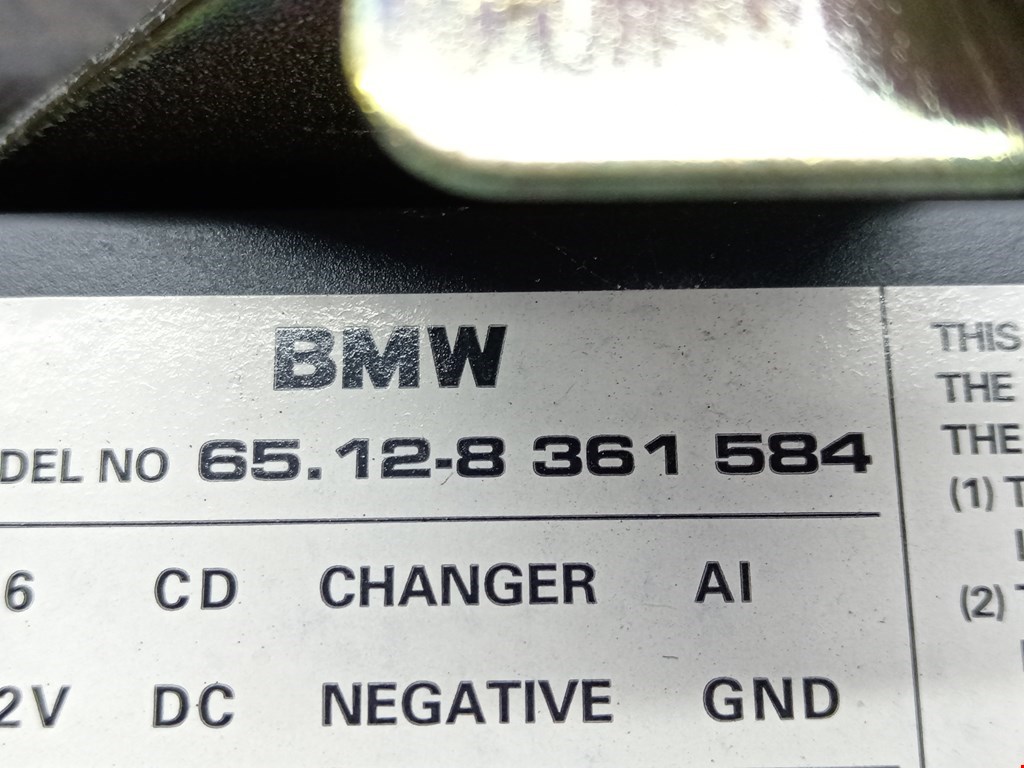 BMW
DEL NO 65.12-8 361 584
6 CD CHANGER AI
2V DC NEGATIVE GND
THIS
THE
THE
(1) T
(2)